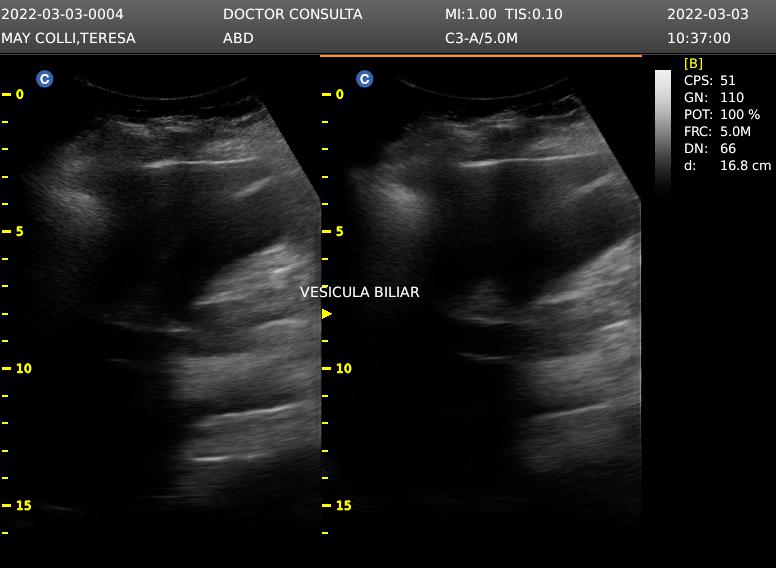 2022-03-03-0004 DOCTOR CONSULTA MI:1.00 TIS:0.10 2022-03-03
MAY COLLI,TERESA ABD C3-A/5.0M 10:37:00
[B]
CPS: 51
GN: 110
POT: 100 %
FRC: 5.0M
DN: 66
d: 16.8 cm
C C
0 0
5 5
VESICULA BILIAR
10 10
15 15